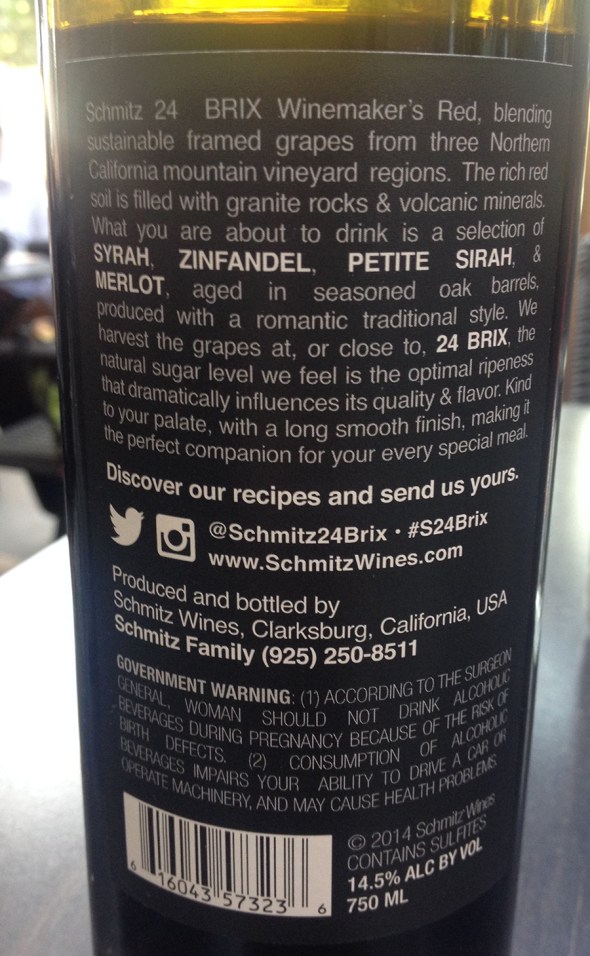 Schmitz 24 BRIX Winemaker's Red, blending
sustainable framed grapes from three Northern
California mountain vineyard regions. The rich red
soil is filled with granite rocks & volcanic minerals.
What you are about to drink is a selection of
SYRAH, ZINFANDEL, PETITE SIRAH, &
MERLOT, aged in seasoned oak barrels,
produced with a romantic traditional style. We
harvest the grapes at, or close to, 24 BRIX, the
natural sugar level we feel is the optimal ripeness
that dramatically influences its quality & flavor. Kind
to your palate, with a long smooth finish, making it
the perfect companion for your every special meal.
Discover our recipes and send us yours.
@Schmitz24Brix • #S24Brix
www.SchmitzWines.com
Produced and bottled by
Schmitz Wines, Clarksburg, California, USA
Schmitz Family (925) 250-8511
GOVERNMENT WARNING: (1) ACCORDING TO THE SURGEON
GENERAL, WOMAN SHOULD NOT DRINK ALCOHOLIC
BEVERAGES DURING PREGNANCY BECAUSE OF THE RISK OF
BIRTH DEFECTS. (2) CONSUMPTION OF ALCOHOLIC
BEVERAGES IMPAIRS YOUR ABILITY TO DRIVE A CAR OR
OPERATE MACHINERY, AND MAY CAUSE HEALTH PROBLEMS.
© 2014 Schmitz Wines
CONTAINS SULFITES
14.5% ALC BY VOL
750 ML
6 16043 57323 6